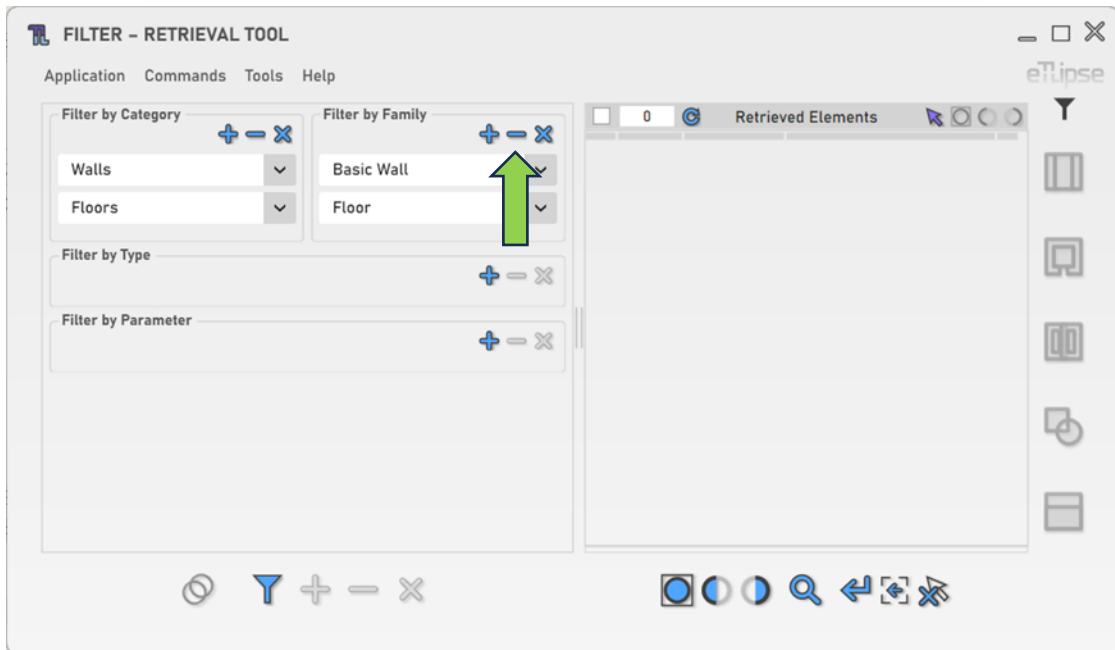 FILTER – RETRIEVAL TOOL
Application Commands Tools Help
eTLipse
Filter by Category
Filter by Family
Walls
Floors
Basic Wall
Floor
Filter by Type
Filter by Parameter
0
Retrieved Elements